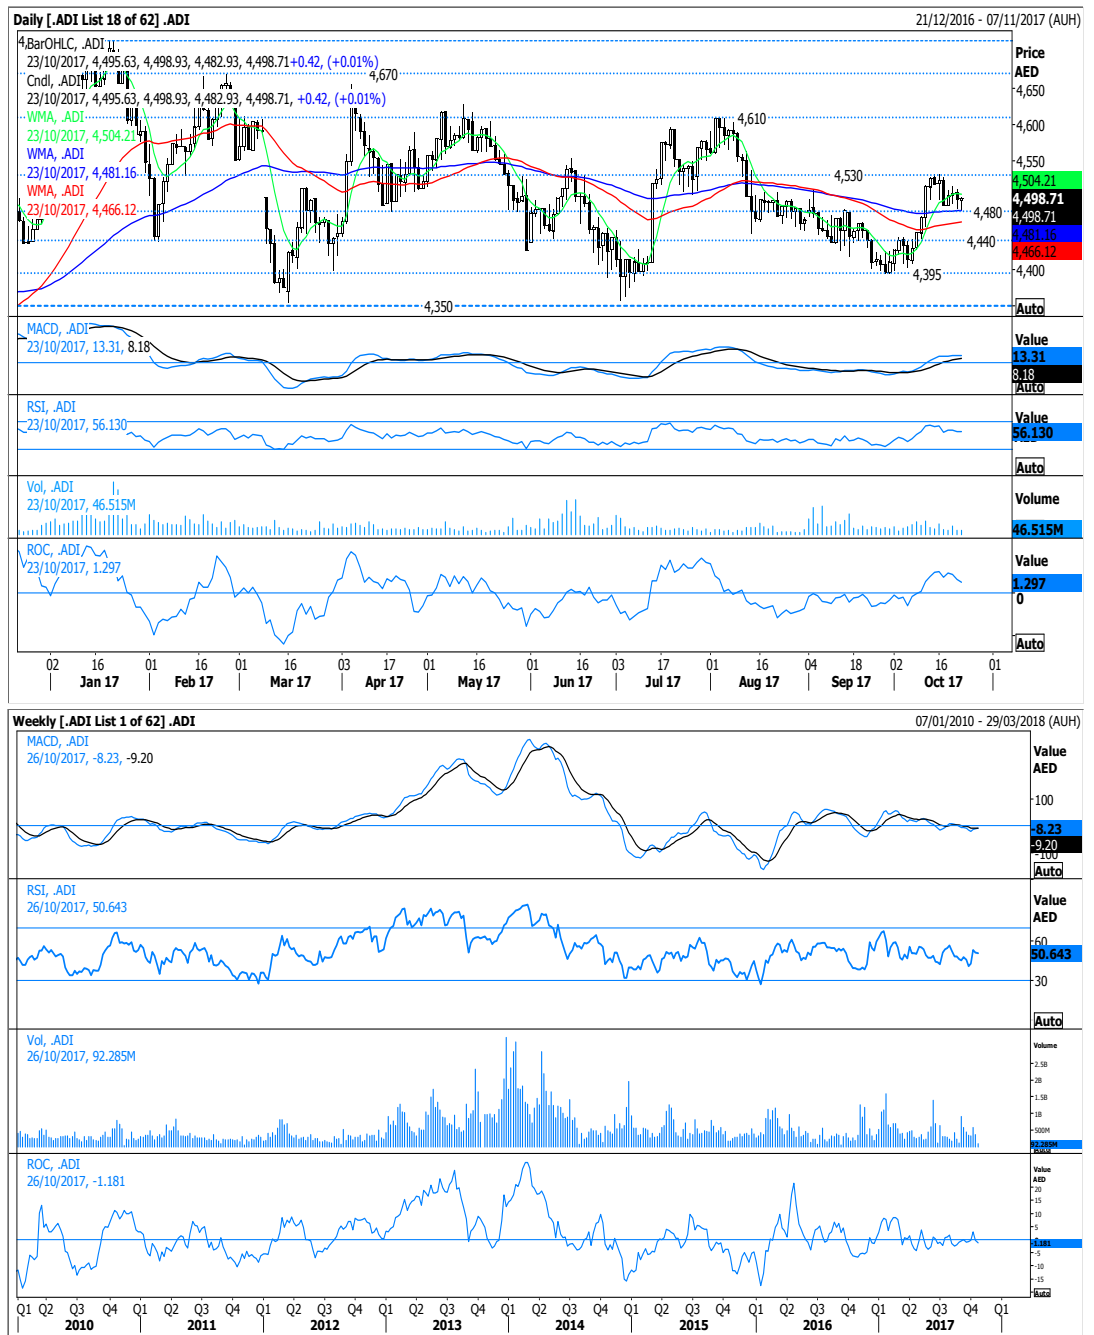 Daily [.ADI List 18 of 62] .ADI
21/12/2016 - 07/11/2017 (AUH)
BarOHLC, .ADI
23/10/2017, 4,495.63, 4,498.93, 4,482.93, 4,498.71+0.42, (+0.01%)
Cndl, .ADI
23/10/2017, 4,495.63, 4,498.93, 4,482.93, 4,498.71, +0.42, (+0.01%)
WMA, .ADI
23/10/2017, 4,504.21
WMA, .ADI
23/10/2017, 4,481.16
WMA, .ADI
23/10/2017, 4,466.12
4,670
4,610
4,530
4,480
4,440
4,395
4,350
Price
AED
4,650
4,600
4,550
4,504.21
4,498.71
4,498.71
4,481.16
4,466.12
4,400
Auto
MACD, .ADI
23/10/2017, 13.31, 8.18
Value
13.31
8.18
Auto
RSI, .ADI
23/10/2017, 56.130
Value
56.130
Auto
Vol, .ADI
23/10/2017, 46.515M
Volume
46.515M
ROC, .ADI
23/10/2017, 1.297
Value
1.297
0
Auto
02 16 01 16 01 16 03 17 01 16 01 16 03 17 01 16 04 18 02 16 01
Jan 17 Feb 17 Mar 17 Apr 17 May 17 Jun 17 Jul 17 Aug 17 Sep 17 Oct 17
Weekly [.ADI List 1 of 62] .ADI
07/01/2010 - 29/03/2018 (AUH)
MACD, .ADI
26/10/2017, -8.23, -9.20
Value
AED
100
-8.23
-9.20
-100
Auto
RSI, .ADI
26/10/2017, 50.643
Value
AED
60
50.643
30
Auto
Vol, .ADI
26/10/2017, 92.285M
Volume
2.5B
2B
1.5B
1B
500M
92.285M
ROC, .ADI
26/10/2017, -1.181
Value
AED
20
15
10
5
-1.181
-5
-10
-15
Auto
Q1 Q2 Q3 Q4 Q1 Q2 Q3 Q4 Q1 Q2 Q3 Q4 Q1 Q2 Q3 Q4 Q1 Q2 Q3 Q4 Q1 Q2 Q3 Q4 Q1 Q2 Q3 Q4 Q1 Q2 Q3 Q4 Q1
2010 2011 2012 2013 2014 2015 2016 2017